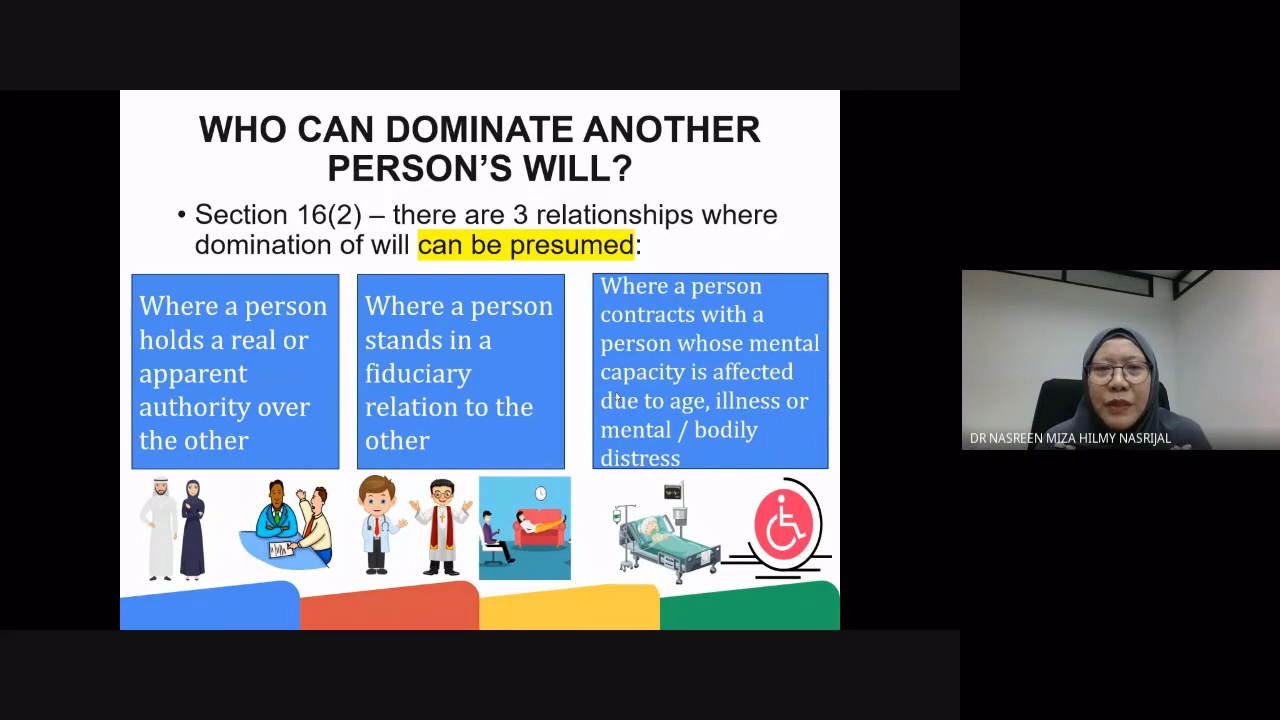 WHO CAN DOMINATE ANOTHER
PERSON’S WILL?
• Section 16(2) – there are 3 relationships where
domination of will can be presumed:
Where a person
holds a real or
apparent
authority over
the other
Where a person
stands in a
fiduciary
relation to the
other
Where a person
contracts with a
person whose mental
capacity is affected
due to age, illness or
mental / bodily
distress
DR NASREEN MIZA HILMY NASRIJAL